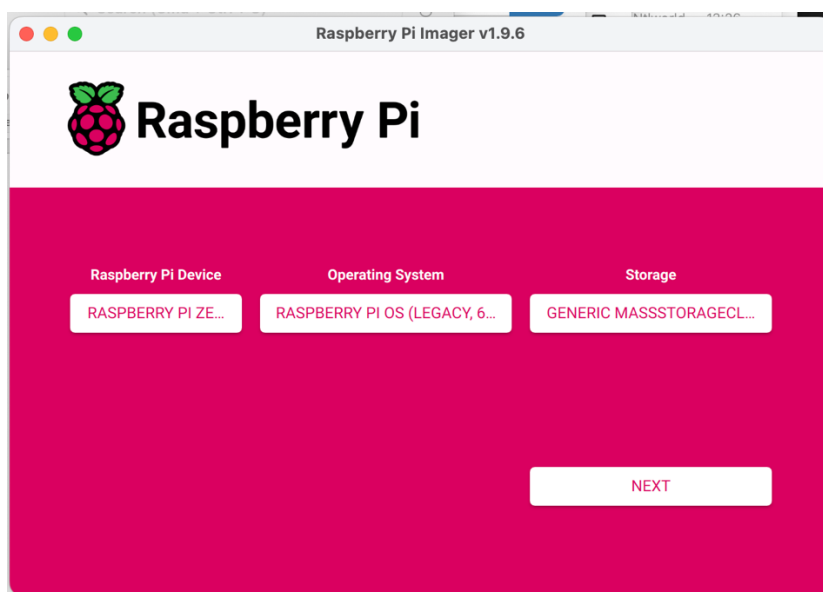 Raspberry Pi Imager v1.9.6
Raspberry Pi
Raspberry Pi Device
Operating System
Storage
RASPBERRY PI ZE...
RASPBERRY PI OS (LEGACY, 6...
GENERIC MASSSTORAGECL...
NEXT